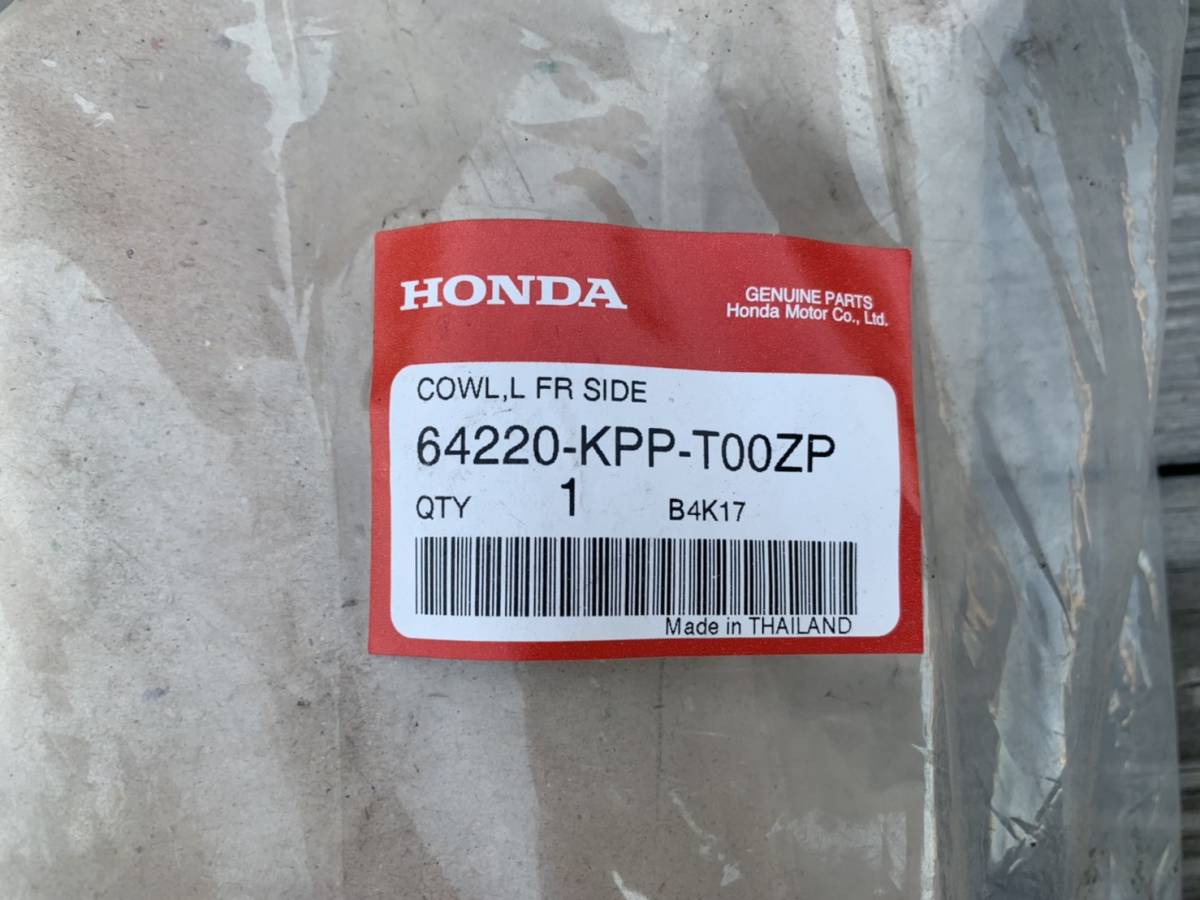 HONDA
GENUINE PARTS
Honda Motor Co., Ltd.
COWL,L FR SIDE
64220-KPP-T00ZP
QTY 1 B4K17
Made in THAILAND